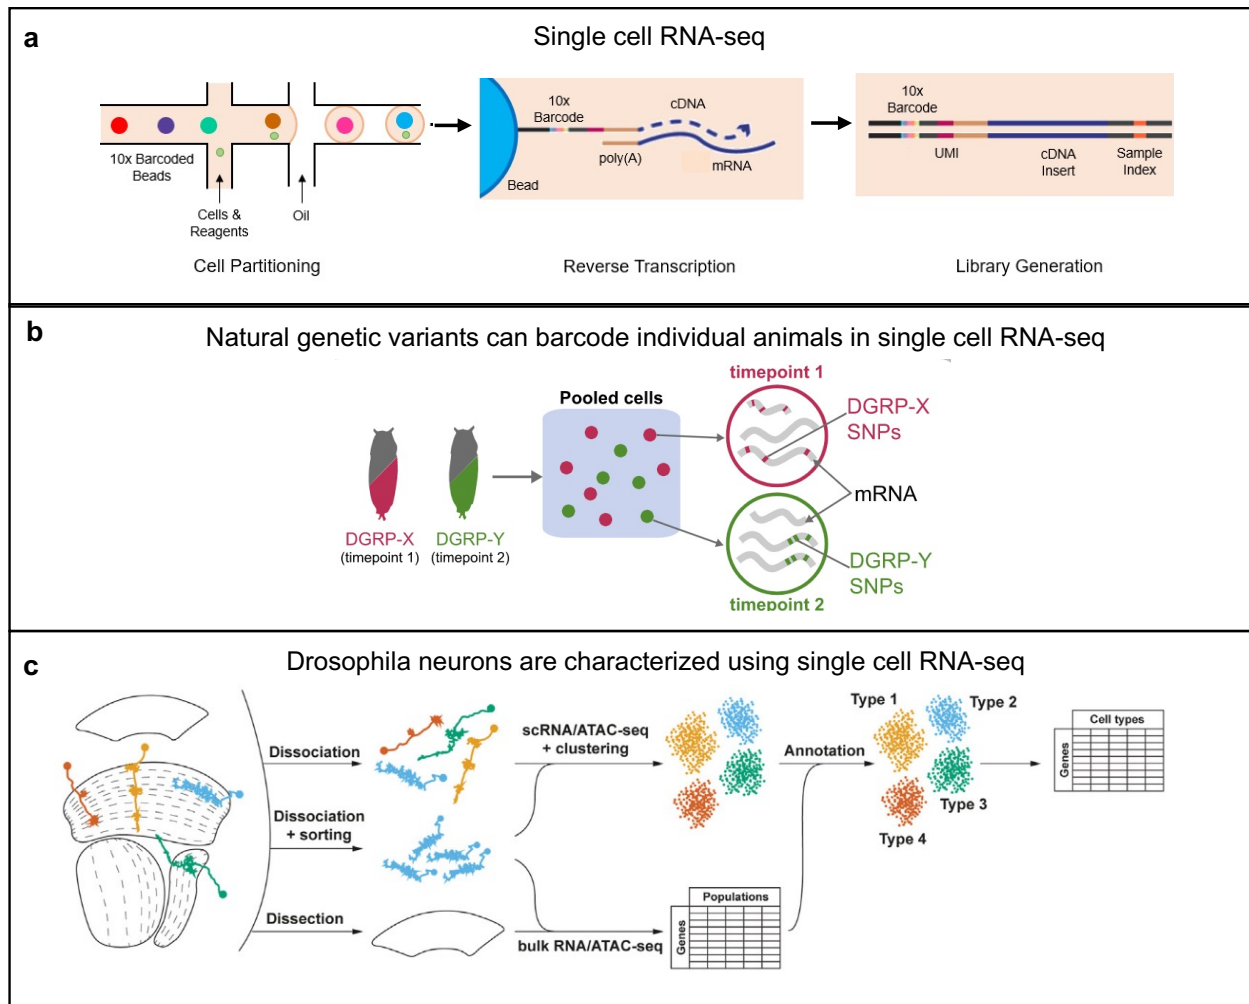 a
Single cell RNA-seq
10x Barcoded
Beads
Cells &
Reagents
Oil
Cell Partitioning
10x
Barcode
cDNA
poly(A)
mRNA
Bead
Reverse Transcription
10x
Barcode
UMI
cDNA
Insert
Sample
Index
Library Generation
b
Natural genetic variants can barcode individual animals in single cell RNA-seq
DGRP-X
(timepoint 1)
DGRP-Y
(timepoint 2)
Pooled cells
timepoint 1
DGRP-X
SNPs
mRNA
DGRP-Y
SNPs
timepoint 2
c
Drosophila neurons are characterized using single cell RNA-seq
Dissociation
Dissociation
+ sorting
Dissection
scRNA/ATAC-seq
+ clustering
bulk RNA/ATAC-seq
Populations
Genes
Annotation
Type 1
Type 2
Type 3
Type 4
Cell types
Genes